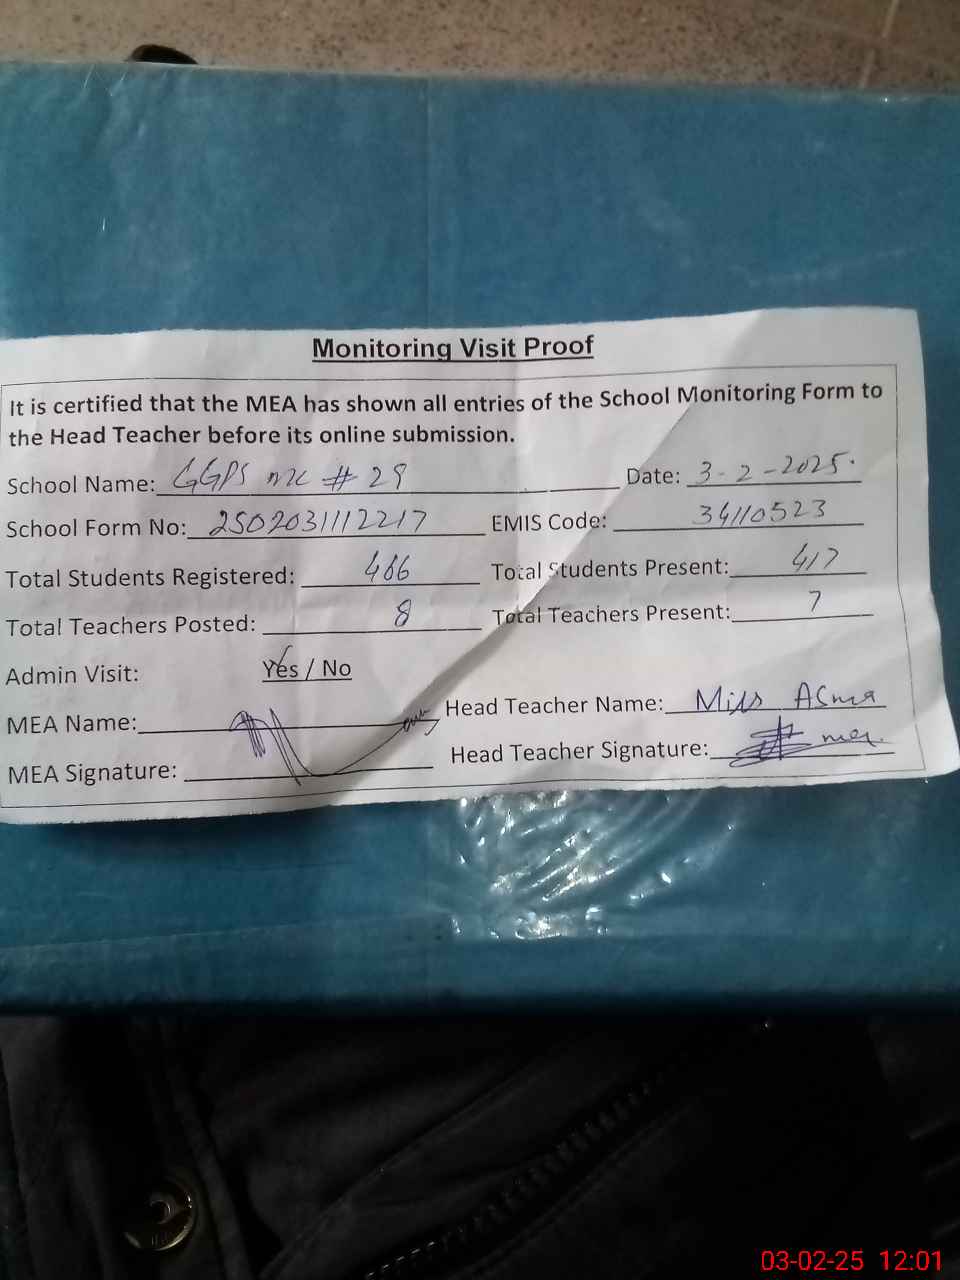 Monitoring Visit Proof
It is certified that the MEA has shown all entries of the School Monitoring Form to
the Head Teacher before its online submission.
School Name: GGPS MC # 29 Date: 3-2-2025.
School Form No: 2502031112217 EMIS Code: 34110523
Total Students Registered: 466 Total Students Present: 417
Total Teachers Posted: 8 Total Teachers Present: 7
Admin Visit: Yes / No
MEA Name: Head Teacher Name: Miss Asma
MEA Signature: Head Teacher Signature:
03-02-25 12:01